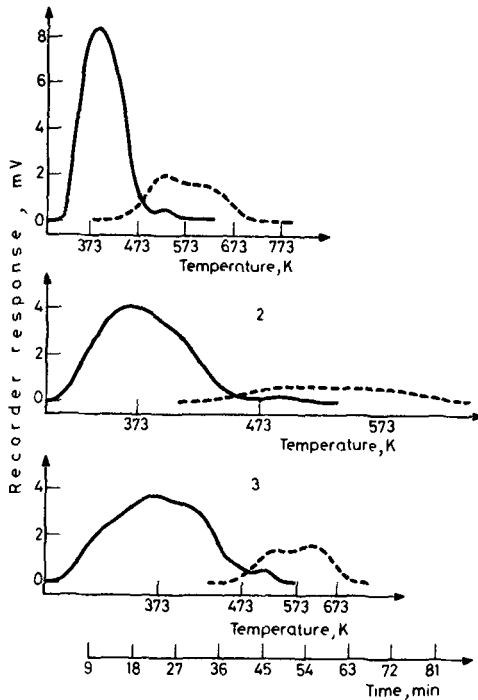 Recorder response, mV
8
6
4
2
0
373 473 573 673 773
Temperature, K
2
4
2
0
373 473 573
Temperature, K
3
4
2
0
373 473 573 673
Temperature, K
9 18 27 36 45 54 63 72 81
Time, min